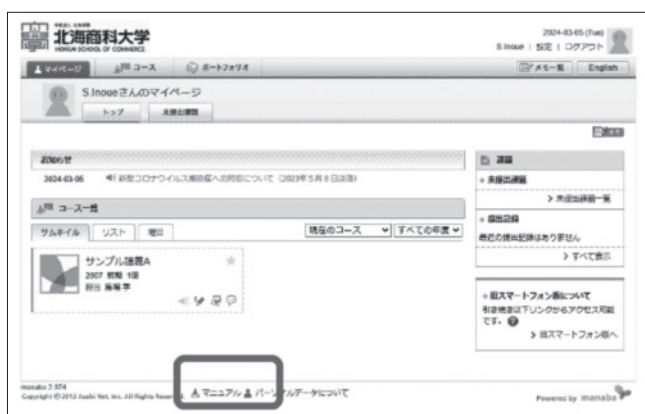 北海商科大学
HOKKAI SCHOOL OF COMMERCE
2024-03-05 (Tue)
S.Inoue | 設定 | ログアウト
マイページ
コース
ポートフォリオ
メモ一覧
English
S.Inoueさんのマイページ
トップ
未提出課題
お知らせ
2024-03-05 新型コロナウイルス感染症への対応について (2023年5月8日以降)
コース一覧
サムネイル リスト 曜日
現在のコース すべての年度
サンプル講義A
2007 前期 1限
担当
課題
未提出課題
未提出課題一覧
提出記録
最近の提出記録はありません
すべて表示
旧スマートフォン版について
引き続き以下リンクからアクセス可能
です。
旧スマートフォン版へ
manaba 2.974
Copyright © 2013 Asahi Net, Inc. All Rights Reserved.
マニュアル パーソナルデータについて
Powered by manaba